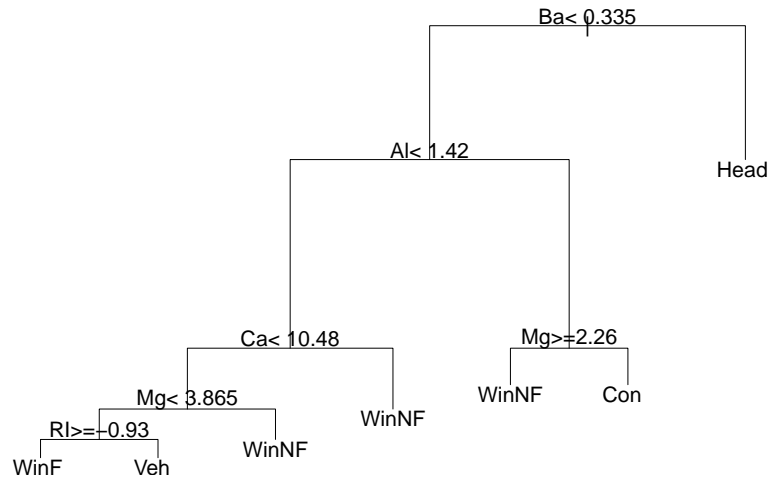 Ba< 0.335
Al< 1.42
Head
Ca< 10.48
Mg>=2.26
Mg< 3.865
WinNF
Con
WinNF
RI>=−0.93
WinNF
WinF
Veh